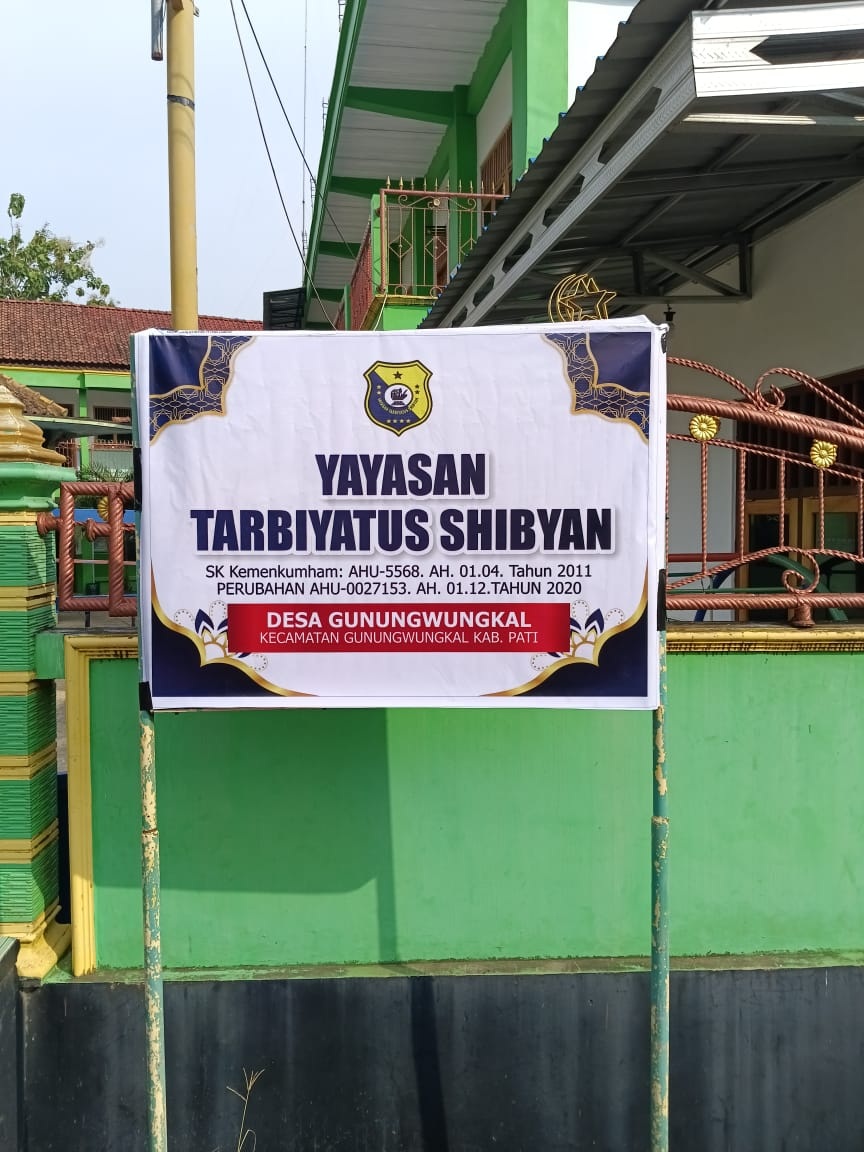 YAYASAN
TARBIYATUS SHIBYAN
SK Kemenkumham: AHU-5568. AH. 01.04. Tahun 2011
PERUBAHAN AHU-0027153. AH. 01.12.TAHUN 2020
DESA GUNUNGWUNGKAL
KECAMATAN GUNUNGWUNGKAL KAB. PATI